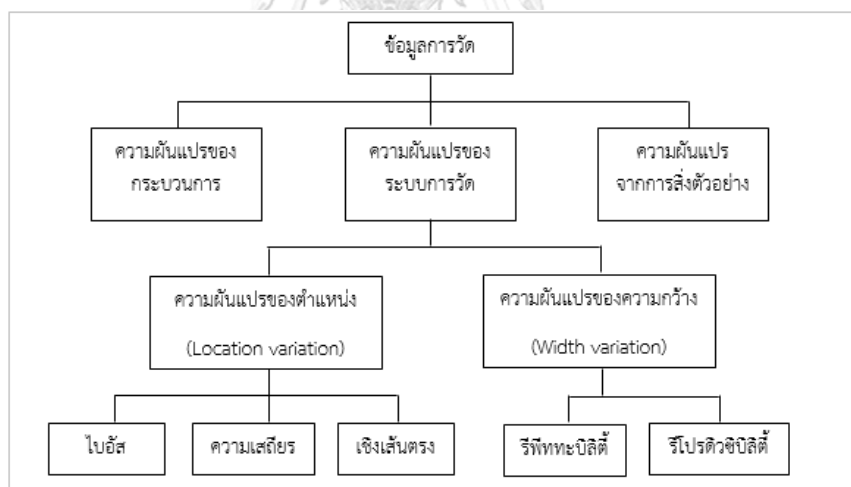 ข้อมูลการวัด
ความผันแปรของ
กระบวนการ
ความผันแปรของ
ระบบการวัด
ความผันแปร
จากการสิ่งตัวอย่าง
ความผันแปรของตำแหน่ง
(Location variation)
ความผันแปรของความกว้าง
(Width variation)
ไบอัส
ความเสถียร
เชิงเส้นตรง
รีพีททะบิลิตี้
รีโปรดิวซิบิลิตี้